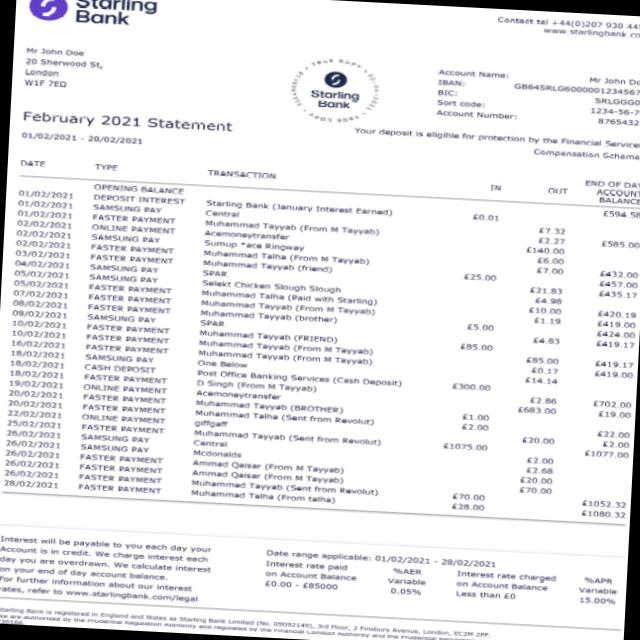 Starling
Bank
Contact tel +44(0)207 930 44
www.starlingbank.co
Mr John Doe
20 Sherwood St,
London
W1F 7ED
TRUE COPY
Starling
Bank
Account Name: Mr John Do
IBAN: GB64SRLG6000001234567
BIC: SRLGGG
Sort code: 1234-56-7
Account Number: 8765432
February 2021 Statement
01/02/2021 - 28/02/2021
Your deposit is eligible for protection by the Financial Service
Compensation Scheme
DATE TYPE TRANSACTION IN OUT END OF DAY ACCOUNT BALANCE
OPENING BALANCE £594.58
01/02/2021 DEPOSIT INTEREST Starling Bank (January Interest Earned) £0.01
01/02/2021 SAMSUNG PAY Central £7.32
01/02/2021 FASTER PAYMENT Muhammad Tayyab (From M Tayyab) £2.27 £585.00
02/02/2021 ONLINE PAYMENT Acemoneytransfer £140.00
02/02/2021 SAMSUNG PAY Sumup *ace Ringway £6.00
02/02/2021 FASTER PAYMENT Muhammad Talha (From M Tayyab) £7.00 £432.00
03/02/2021 FASTER PAYMENT Muhammad Tayyab (friend) £25.00 £457.00
04/02/2021 SAMSUNG PAY SPAR £21.83 £435.17
05/02/2021 SAMSUNG PAY Selekt Chicken Slough Slough £4.98
05/02/2021 FASTER PAYMENT Muhammad Talha (Paid with Starling) £10.00 £420.19
07/02/2021 FASTER PAYMENT Muhammad Tayyab (From M Tayyab) £1.19 £419.00
08/02/2021 FASTER PAYMENT Muhammad Tayyab (brother) £5.00 £424.00
09/02/2021 SAMSUNG PAY SPAR £4.83 £419.17
10/02/2021 FASTER PAYMENT Muhammad Tayyab (FRIEND) £85.00
10/02/2021 FASTER PAYMENT Muhammad Tayyab (From M Tayyab) £85.00 £419.17
16/02/2021 FASTER PAYMENT Muhammad Tayyab (From M Tayyab) £0.17 £419.00
18/02/2021 SAMSUNG PAY One Below £14.14
18/02/2021 CASH DEPOSIT Post Office Banking Services (Cash Deposit) £300.00
18/02/2021 FASTER PAYMENT D Singh (From M Tayyab) £2.86 £702.00
19/02/2021 ONLINE PAYMENT Acemoneytransfer £683.00 £19.00
20/02/2021 FASTER PAYMENT Muhammad Tayyab (BROTHER) £1.00
20/02/2021 FASTER PAYMENT Muhammad Talha (Sent from Revolut) £2.00 £22.00
22/02/2021 ONLINE PAYMENT giffgaff £20.00 £2.00
25/02/2021 FASTER PAYMENT Muhammad Tayyab (Sent from Revolut) £1075.00 £1077.00
26/02/2021 SAMSUNG PAY Central £2.00
26/02/2021 SAMSUNG PAY Mcdonalds £2.68
26/02/2021 FASTER PAYMENT Ammad Qaisar (From M Tayyab) £20.00
26/02/2021 FASTER PAYMENT Ammad Qaisar (From M Tayyab) £70.00
26/02/2021 FASTER PAYMENT Muhammad Tayyab (Sent from Revolut) £70.00 £1052.32
28/02/2021 FASTER PAYMENT Muhammad Talha (From talha) £28.00 £1080.32
Interest will be payable to you each day your
Account is in credit. We charge interest each
day you are overdrawn. We calculate interest
on your end of day account balance.
For further information about our interest
rates, refer to www.starlingbank.com/legal
Date range applicable: 01/02/2021 - 28/02/2021
Interest rate paid %AER Interest rate charged %APR
on Account Balance Variable on Account Balance Variable
£0.00 - £85000 0.05% Less than £0 15.00%
Starling Bank is registered in England and Wales as Starling Bank Limited (No. 09092149), 3rd Floor, 2 Finsbury Avenue, London, EC2M 2PP.
we are authorised by the Prudential Regulation Authority and regulated by the Financial Conduct Authority and the Prudential